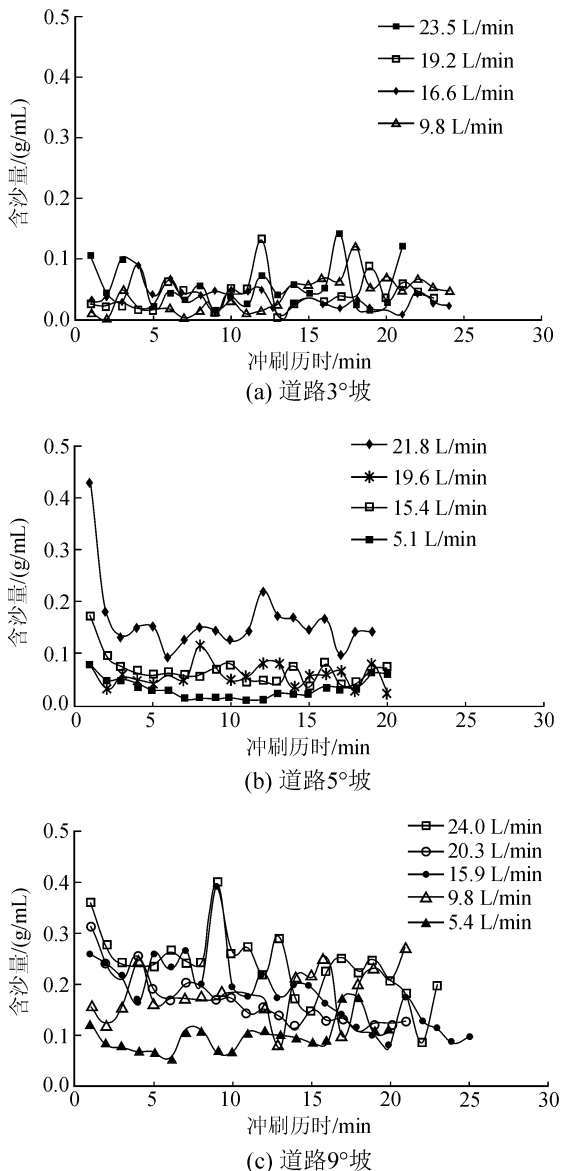 0.5
0.4
0.3
0.2
0.1
0.0
含沙量/(g/mL)
23.5 L/min
19.2 L/min
16.6 L/min
9.8 L/min
0 5 10 15 20 25 30
冲刷历时/min
(a) 道路3°坡
0.5
0.4
0.3
0.2
0.1
0.0
含沙量/(g/mL)
21.8 L/min
19.6 L/min
15.4 L/min
5.1 L/min
0 5 10 15 20 30
冲刷历时/min
(b) 道路5°坡
0.5
0.4
0.3
0.2
0.1
0.0
含沙量/(g/mL)
24.0 L/min
20.3 L/min
15.9 L/min
9.8 L/min
5.4 L/min
0 5 10 15 20 25 30
冲刷历时/min
(c) 道路9°坡